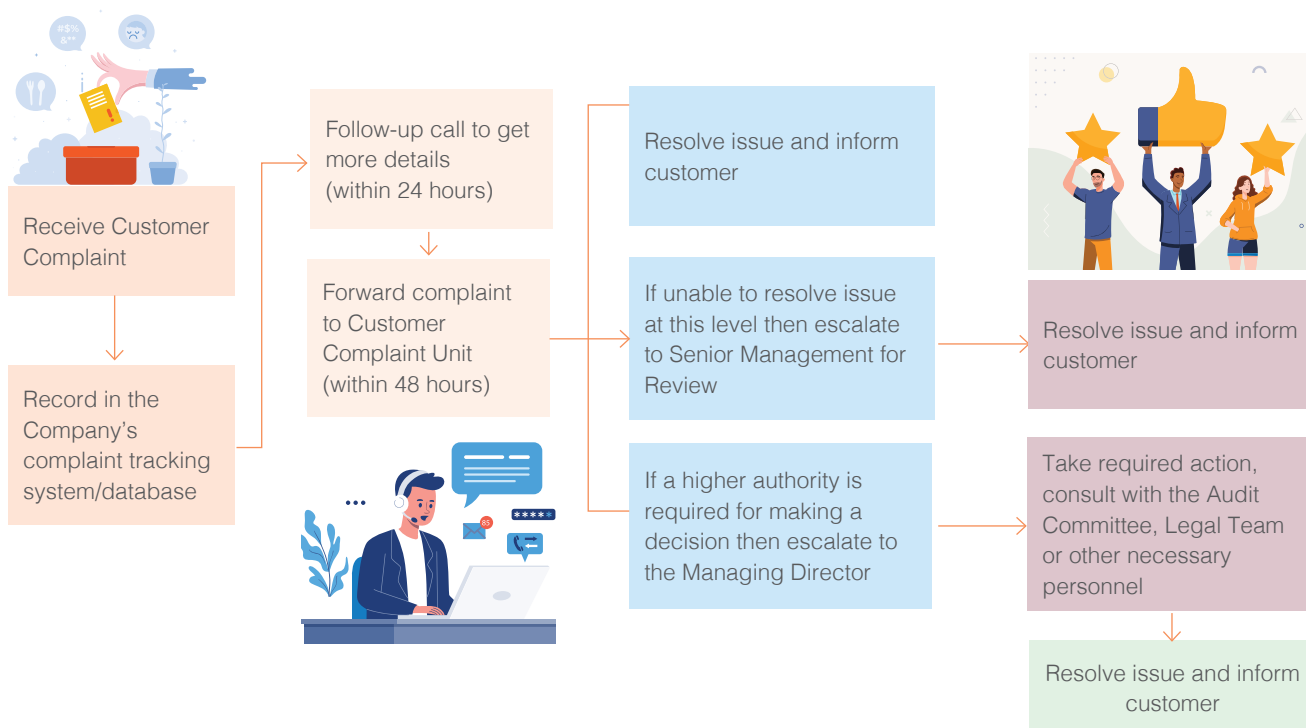 #$%
&**
Receive Customer
Complaint
Record in the
Company's
complaint tracking
system/database
Follow-up call to get
more details
(within 24 hours)
Forward complaint
to Customer
Complaint Unit
(within 48 hours)
85
*****
Resolve issue and inform
customer
If unable to resolve issue
at this level then escalate
to Senior Management for
Review
If a higher authority is
required for making a
decision then escalate to
the Managing Director
Resolve issue and inform
customer
Take required action,
consult with the Audit
Committee, Legal Team
or other necessary
personnel
Resolve issue and inform
customer